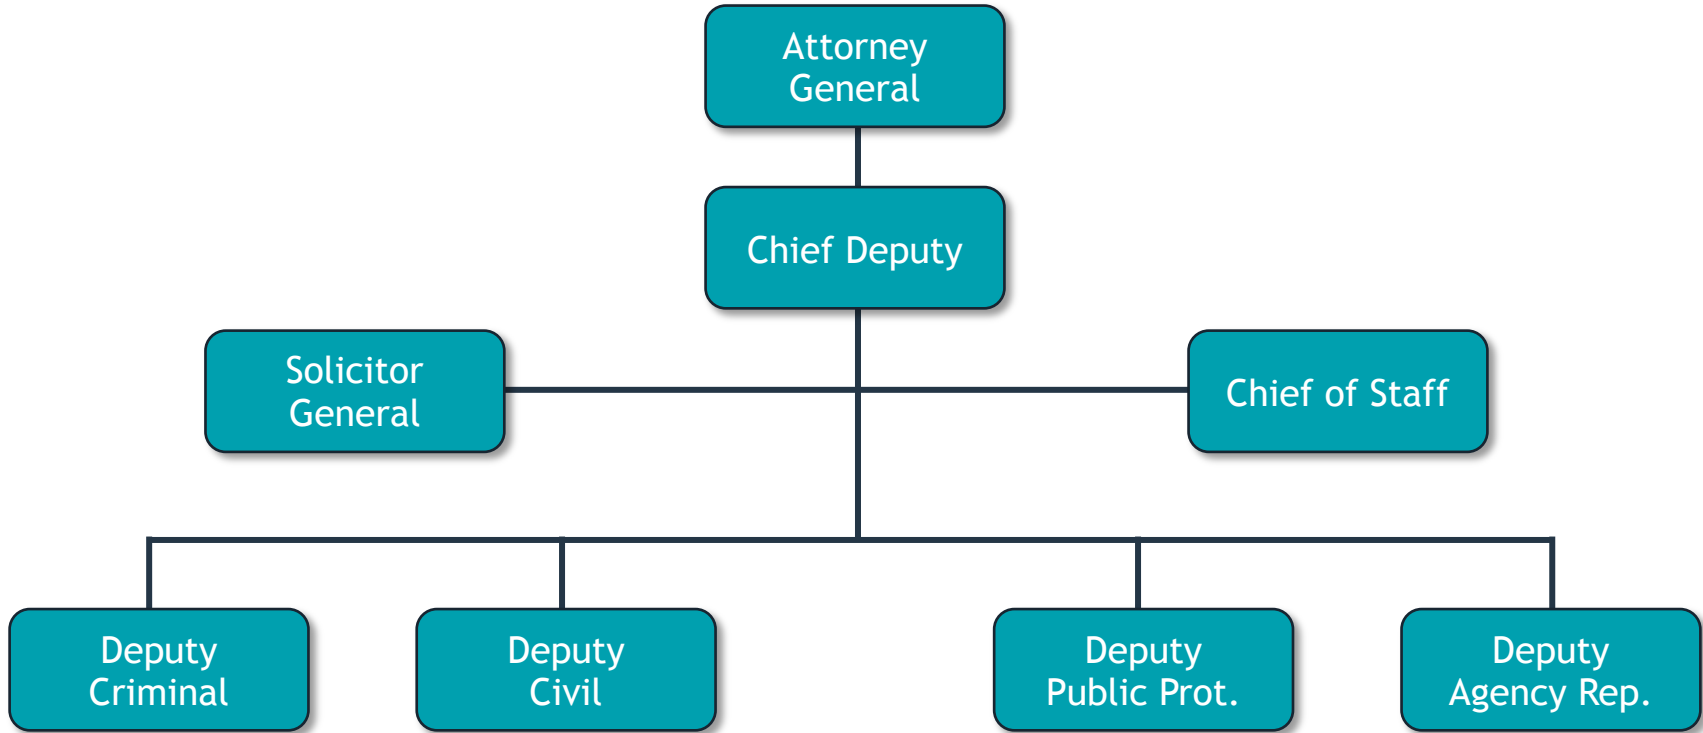 Attorney
General
Chief Deputy
Solicitor
General
Chief of Staff
Deputy
Criminal
Deputy
Civil
Deputy
Public Prot.
Deputy
Agency Rep.